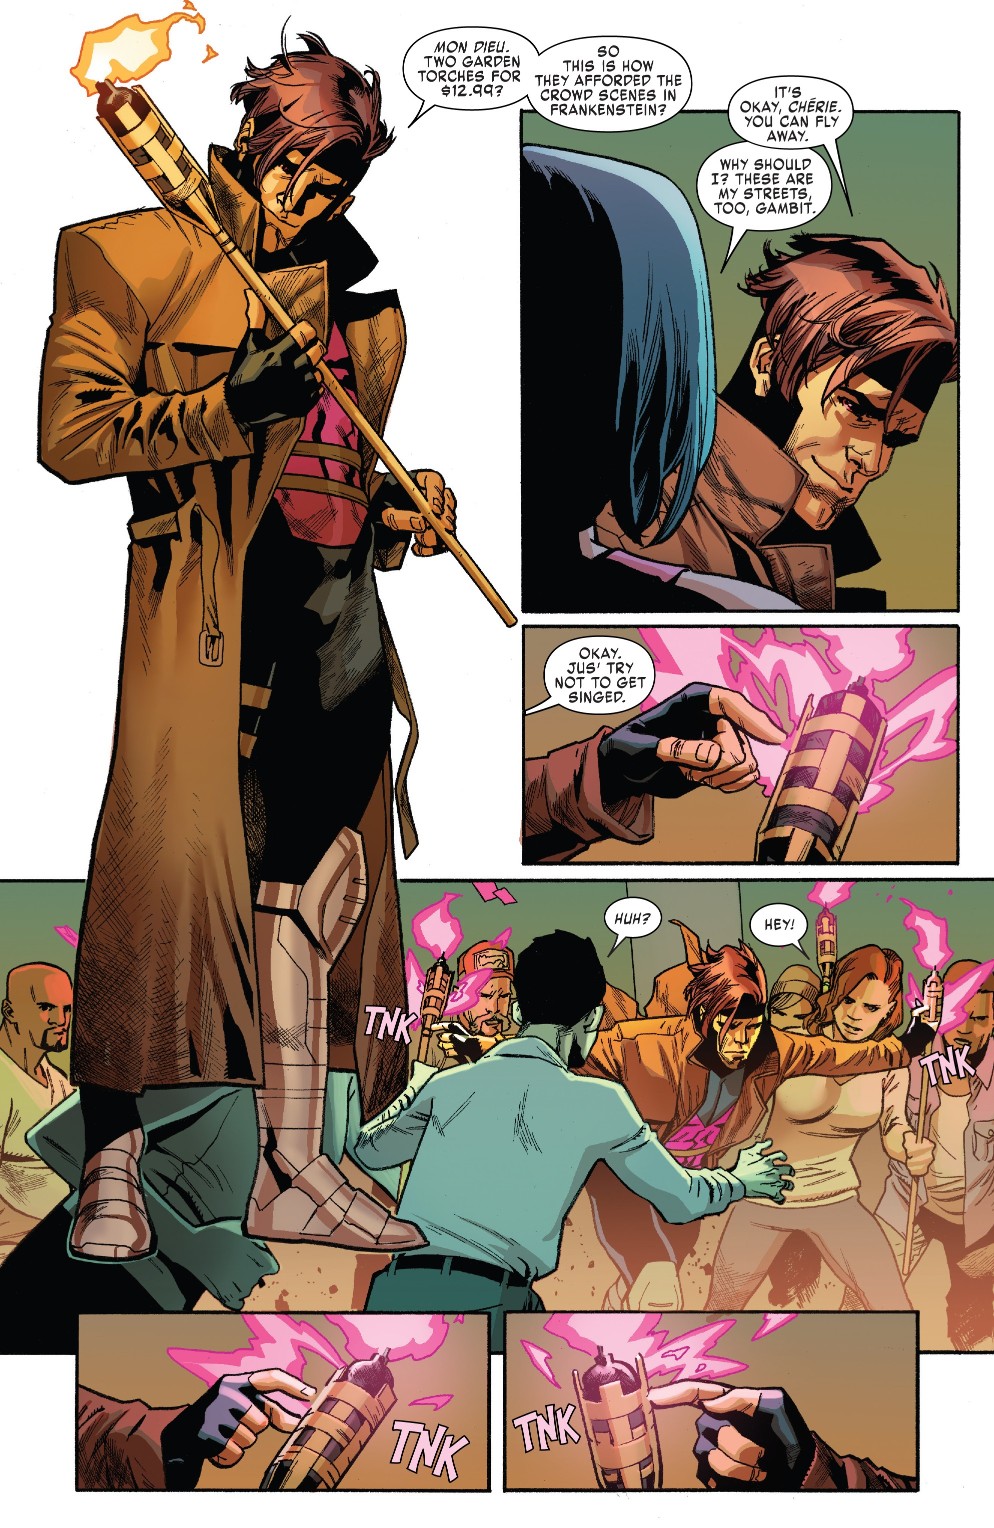 MON DIEU.
TWO GARDEN
TORCHES FOR
$12.99?
SO
THIS IS HOW
THEY AFFORDED THE
CROWD SCENES IN
FRANKENSTEIN?
IT'S
OKAY, CHÉRIE.
YOU CAN FLY
AWAY.
WHY SHOULD
I? THESE ARE
MY STREETS,
TOO, GAMBIT.
OKAY.
JUS' TRY
NOT TO GET
SINGED.
HUH?
HEY!
TNK
TNK
TNK
TNK